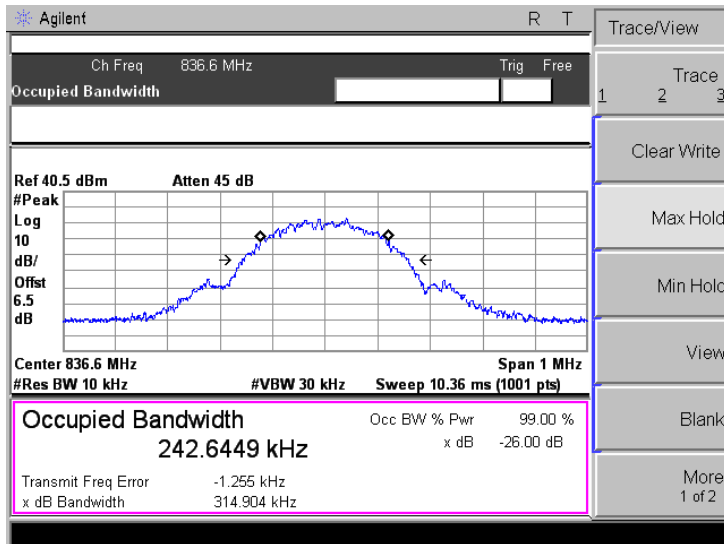 Agilent R T
Trace/View
Ch Freq 836.6 MHz Trig Free
Occupied Bandwidth
Trace
1 2 3
Clear Write
Max Hold
Min Hold
View
Blank
More
1 of 2
Ref 40.5 dBm Atten 45 dB
#Peak
Log
10
dB/
Offst
6.5
dB
Center 836.6 MHz Span 1 MHz
#Res BW 10 kHz #VBW 30 kHz Sweep 10.36 ms (1001 pts)
Occupied Bandwidth Occ BW % Pwr 99.00 %
242.6449 kHz x dB -26.00 dB
Transmit Freq Error -1.255 kHz
x dB Bandwidth 314.904 kHz